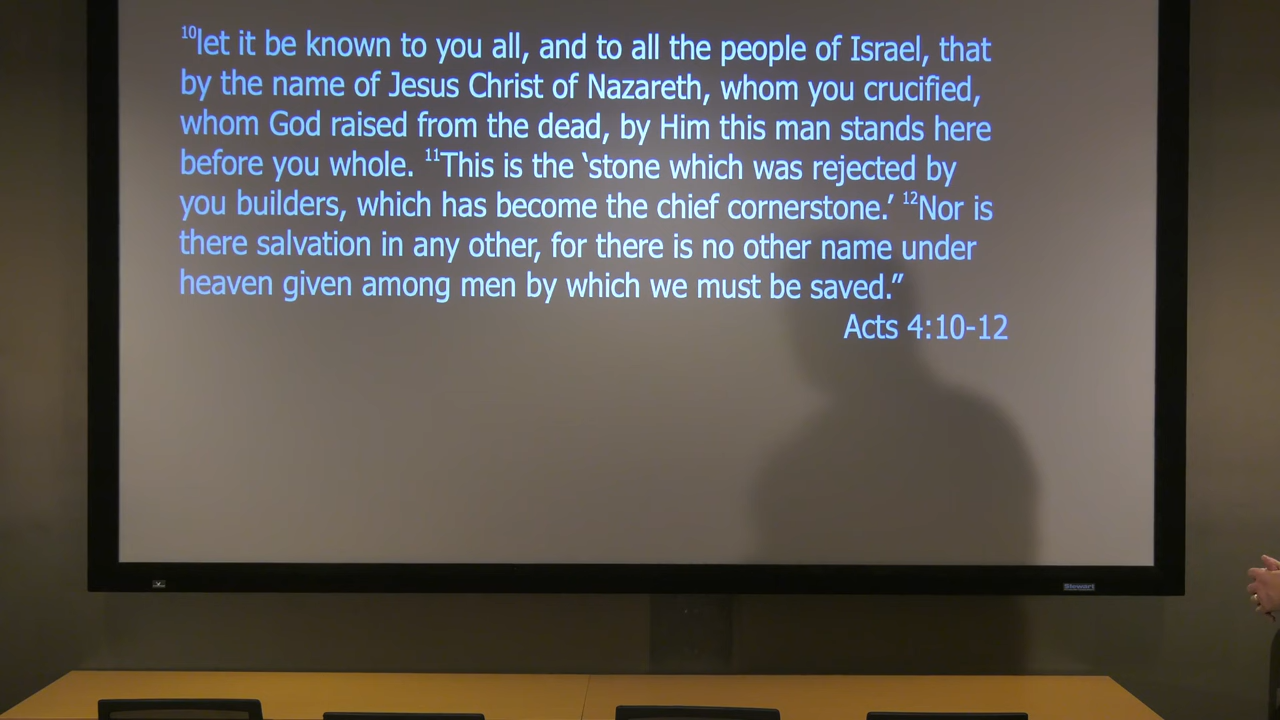 10let it be known to you all, and to all the people of Israel, that
by the name of Jesus Christ of Nazareth, whom you crucified,
whom God raised from the dead, by Him this man stands here
before you whole. 11This is the ‘stone which was rejected by
you builders, which has become the chief cornerstone.’ 12Nor is
there salvation in any other, for there is no other name under
heaven given among men by which we must be saved.”
Acts 4:10-12
Stewart